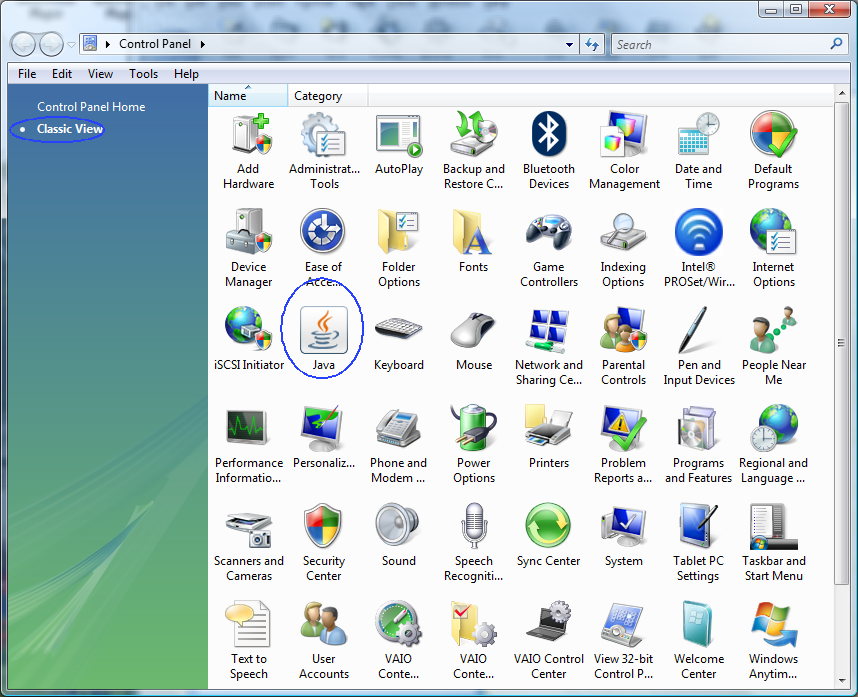 Control Panel
Search
File Edit View Tools Help
Control Panel Home
Classic View
Name Category
Add Hardware
Administrat... Tools
AutoPlay
Backup and Restore C...
Bluetooth Devices
Color Management
Date and Time
Default Programs
Device Manager
Ease of Acce...
Folder Options
Fonts
Game Controllers
Indexing Options
Intel® PROSet/Wir...
Internet Options
iSCSI Initiator
Java
Keyboard
Mouse
Network and Sharing Ce...
Parental Controls
Pen and Input Devices
People Near Me
Performance Informatio...
Personaliz...
Phone and Modem ...
Power Options
Printers
Problem Reports a...
Programs and Features
Regional and Language ...
Scanners and Cameras
Security Center
Sound
Speech Recogniti...
Sync Center
System
Tablet PC Settings
Taskbar and Start Menu
Text to Speech
User Accounts
VAIO Conte...
VAIO Conte...
VAIO Control Center
View 32-bit Control P...
Welcome Center
Windows Anytim...